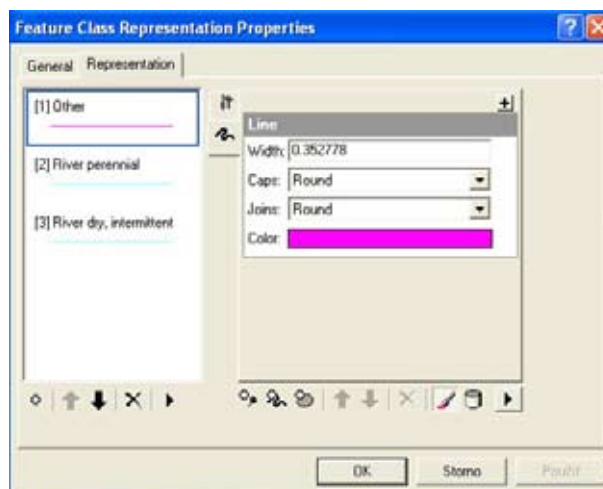 Feature Class Representation Properties
General Representation
[1] Other
[2] River perennial
[3] River dry, intermittent
Line
Width: 0.352778
Caps: Round
Joins: Round
Color:
OK Storno Použít